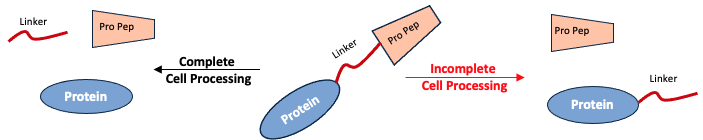 Linker
Pro Pep
Protein
Complete
Cell Processing
Linker
Pro Pep
Protein
Incomplete
Cell Processing
Pro Pep
Linker
Protein